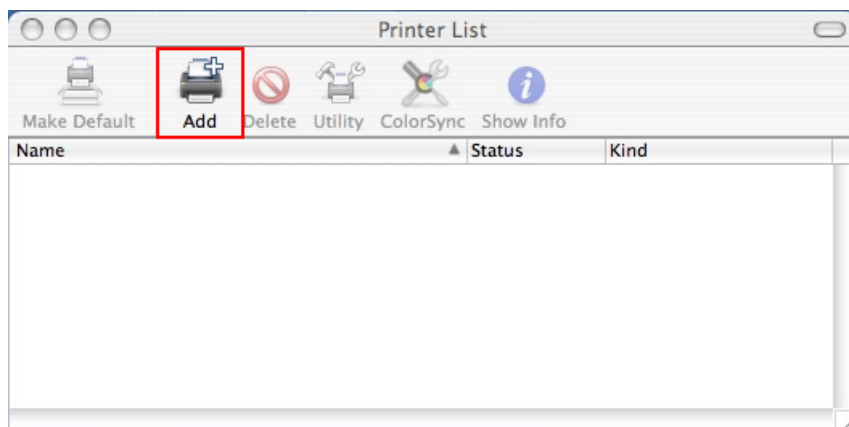 Printer List
Make Default Add Delete Utility ColorSync Show Info
Name Status Kind